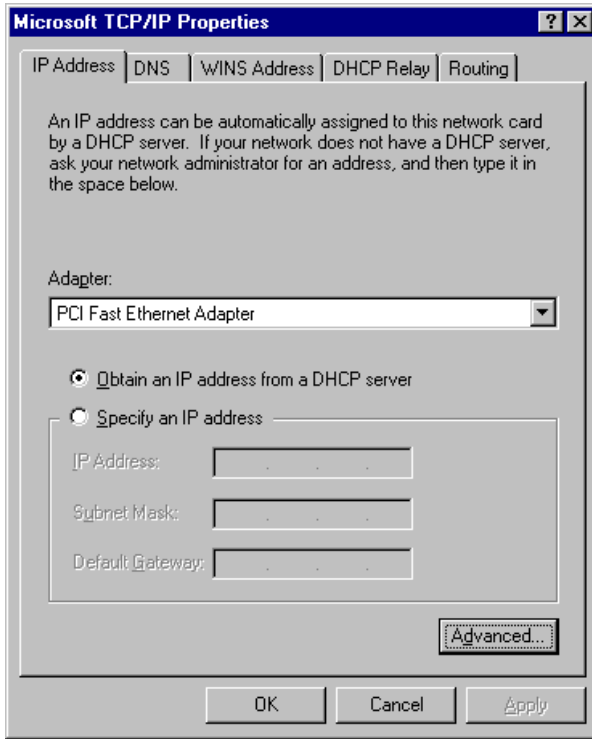 Microsoft TCP/IP Properties
IP Address DNS WINS Address DHCP Relay Routing
An IP address can be automatically assigned to this network card
by a DHCP server. If your network does not have a DHCP server,
ask your network administrator for an address, and then type it in
the space below.
Adapter:
PCI Fast Ethernet Adapter
Obtain an IP address from a DHCP server
Specify an IP address
IP Address:
Subnet Mask:
Default Gateway:
Advanced...
OK Cancel Apply